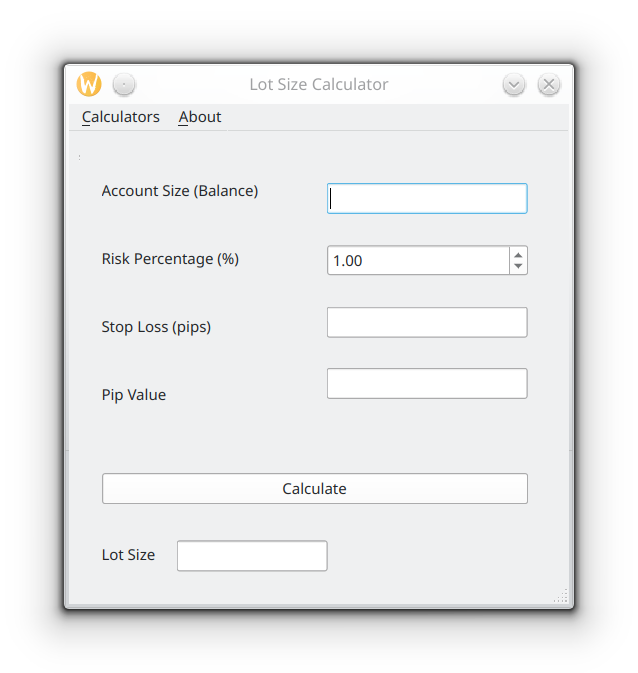 W
Lot Size Calculator
Calculators About
Account Size (Balance)
Risk Percentage (%) 1.00
Stop Loss (pips)
Pip Value
Calculate
Lot Size